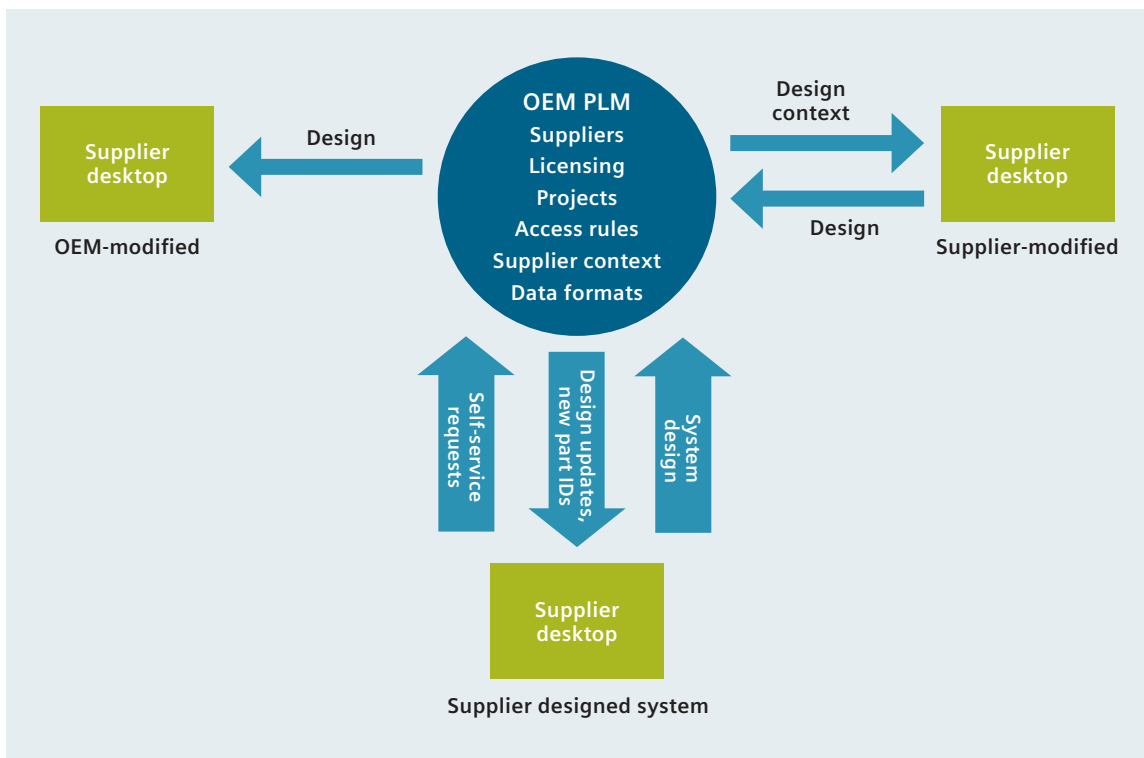 OEM PLM
Suppliers
Licensing
Projects
Access rules
Supplier context
Data formats
Design
Supplier
desktop
OEM-modified
Design
context
Design
Supplier
desktop
Supplier-modified
Self-service
requests
Design updates,
new part IDs
System
design
Supplier
desktop
Supplier designed system